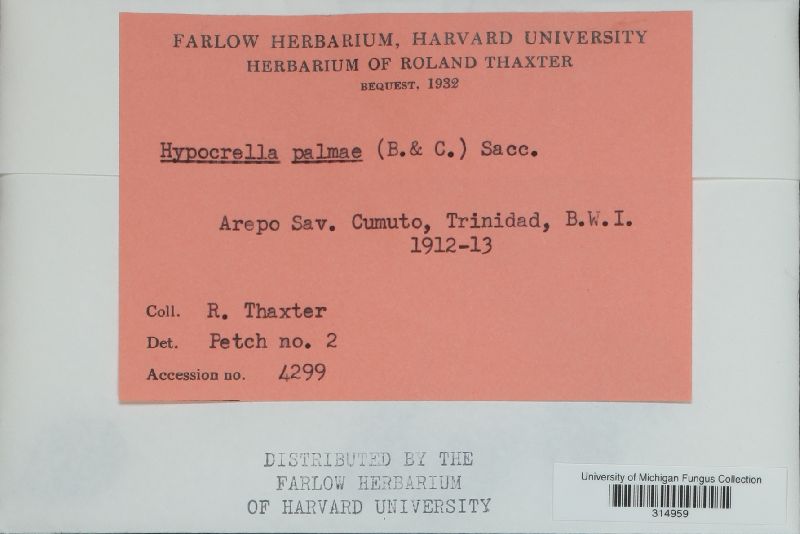 FARLOW HERBARIUM, HARVARD UNIVERSITY
HERBARIUM OF ROLAND THAXTER
BEQUEST, 1932
Hypocrella palmae (B.& C.) Sacc.
Arepo Sav. Cumuto, Trinidad, B.W.I.
1912-13
Coll. R. Thaxter
Det. Petch no. 2
Accession no. 4299
DISTRIBUTED BY THE
FARLOW HERBARIUM
OF HARVARD UNIVERSITY
University of Michigan Fungus Collection
314959